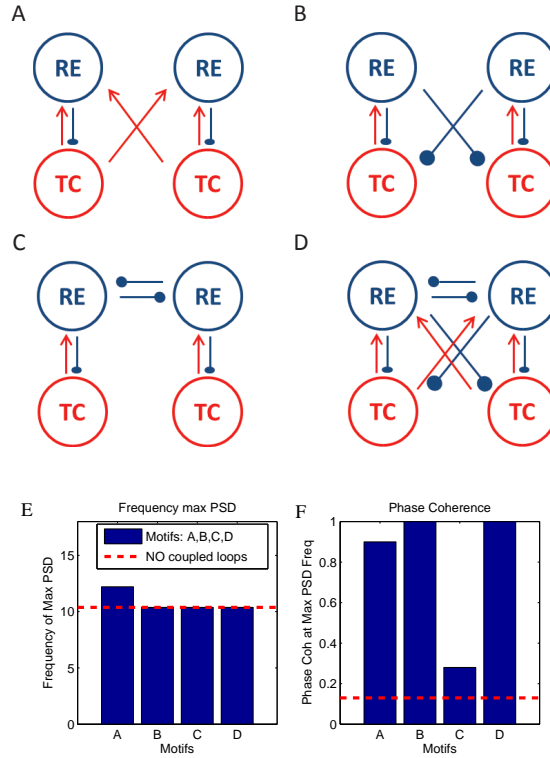 A
B
RE
RE
RE
RE
TC
TC
TC
TC
C
D
RE
RE
RE
RE
TC
TC
TC
TC
E
Frequency max PSD
Motifs: A,B,C,D
NO coupled loops
15
10
5
0
Frequency of Max PSD
A B C D
Motifs
F
Phase Coherence
1
0.8
0.6
0.4
0.2
0
Phase Coh at Max PSD Freq
A B C D
Motifs